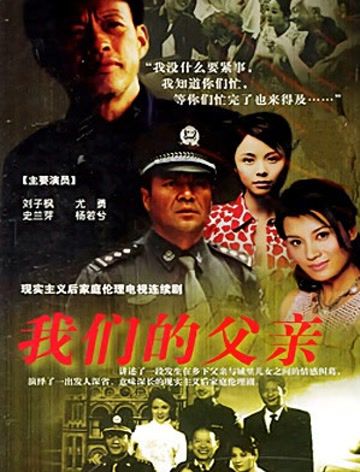 “我没什么要紧事，
我知道你们忙，
等你们忙完了也来得及……”
【主要演员】
刘子枫 尤 勇
史兰芽 杨若兮
现实主义后家庭伦理电视连续剧
我们的父亲
讲述了一段发生在乡下父亲与城里儿女之间的情感纠葛，
演绎了一出发人深省、意味深长的现实主义后家庭伦理剧。